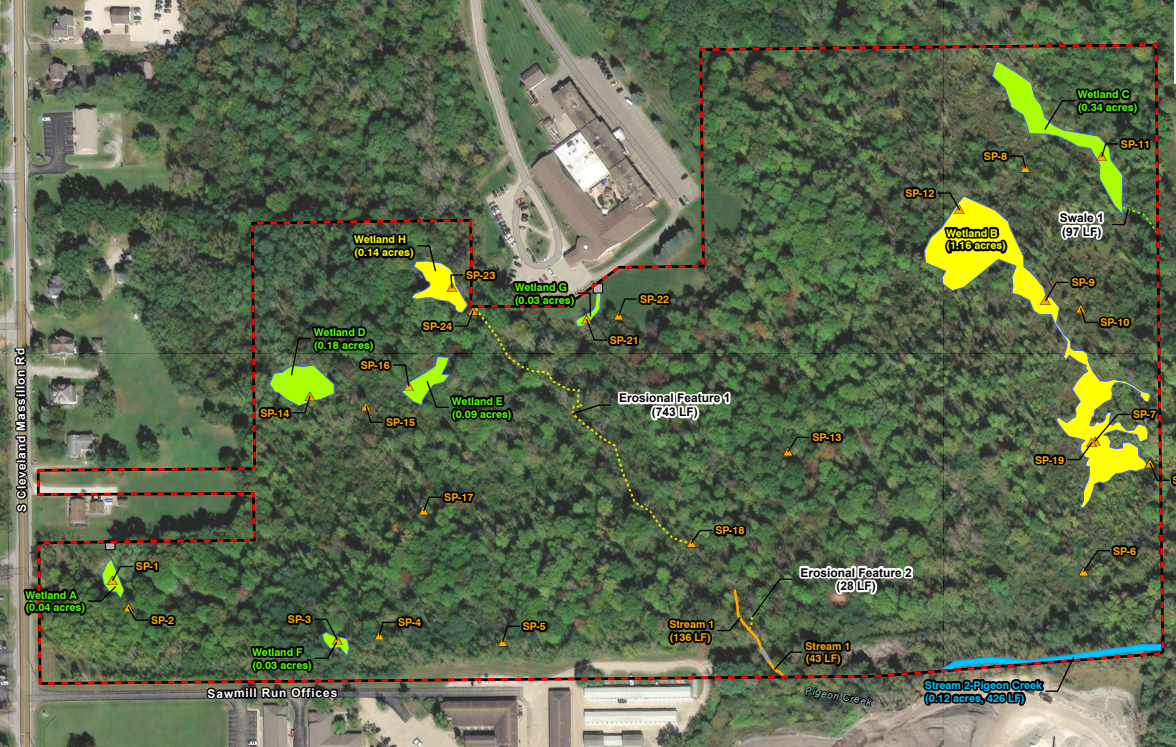 Wetland C
(0.34 acres)
SP-11
SP-8
SP-12
Swale 1
(97 LF)
Wetland B
(1.16 acres)
Wetland H
(0.14 acres)
SP-23
SP-9
Wetland G
(0.03 acres)
SP-22
SP-10
SP-24
SP-21
Wetland D
(0.18 acres)
SP-16
Erosional Feature 1
(743 LF)
Wetland E
(0.09 acres)
SP-14
SP-15
SP-7
SP-13
SP-19
S Cleveland Massillon Rd
SP-17
SP-18
SP-6
SP-1
Erosional Feature 2
(28 LF)
Wetland A
(0.04 acres)
SP-2
SP-3
SP-4
SP-5
Stream 1
(136 LF)
Wetland F
(0.03 acres)
Stream 1
(43 LF)
Sawmill Run Offices
Pigeon Creek
Stream 2-Pigeon Creek
(0.12 acres, 426 LF)